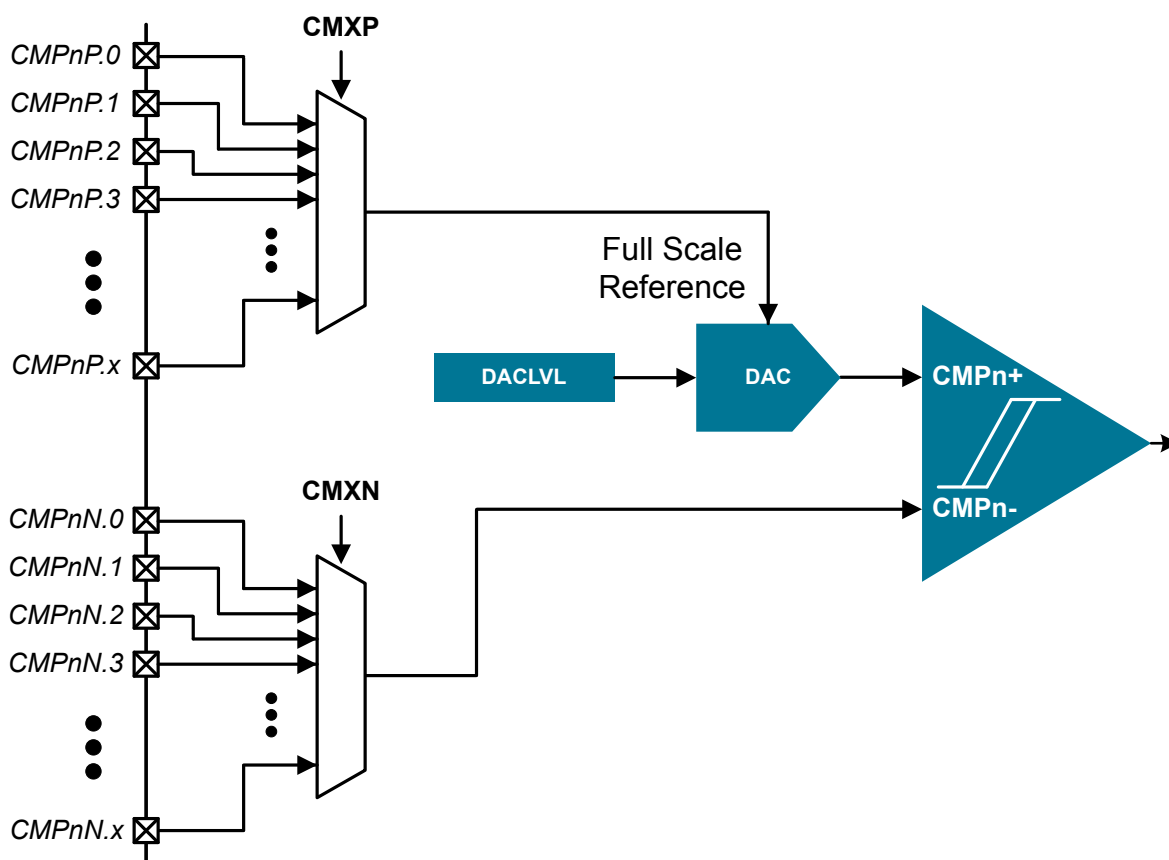 CMXP
CMPnP.0
CMPnP.1
CMPnP.2
CMPnP.3
CMPnP.x
Full Scale
Reference
DACLVL
DAC
CMPn+
CMPn-
CMXN
CMPnN.0
CMPnN.1
CMPnN.2
CMPnN.3
CMPnN.x